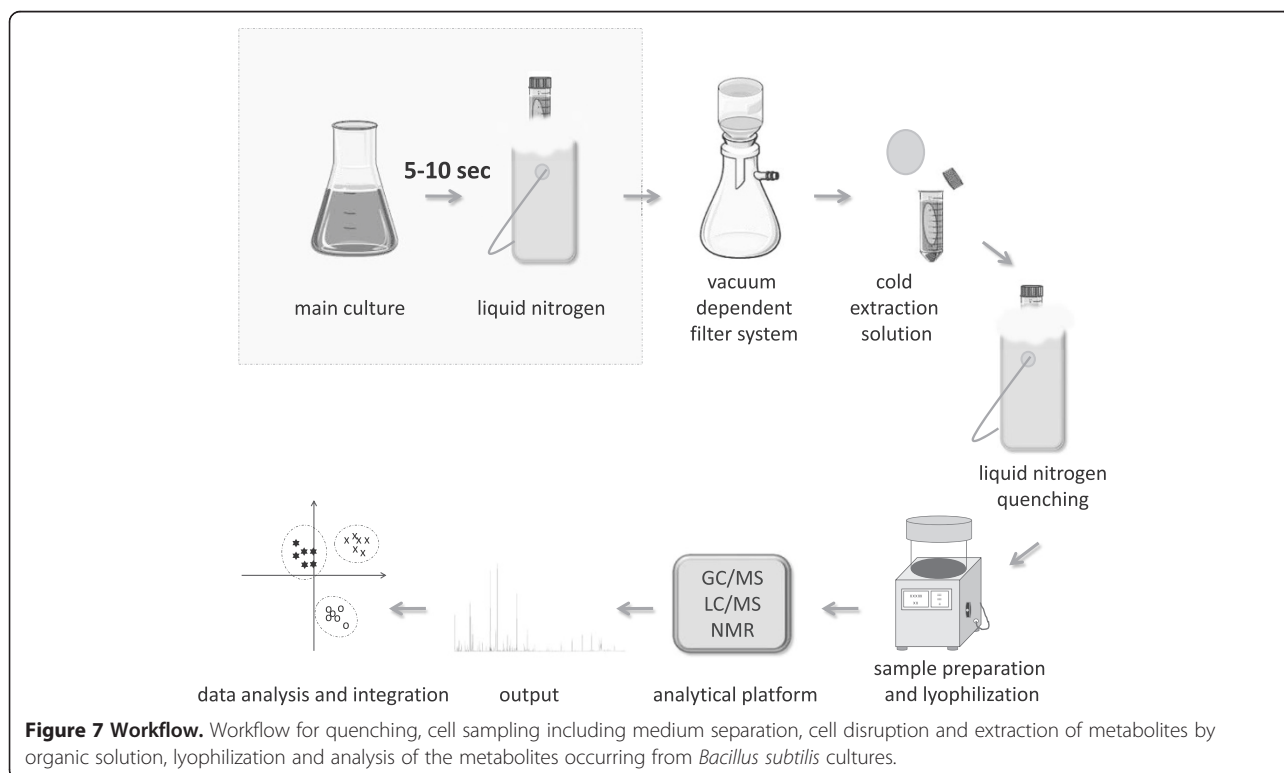 5-10 sec
main culture
liquid nitrogen
vacuum
dependent
filter system
cold
extraction
solution
liquid nitrogen
quenching
sample preparation
and lyophilization
GC/MS
LC/MS
NMR
analytical platform
output
data analysis and integration
Figure 7 Workflow. Workflow for quenching, cell sampling including medium separation, cell disruption and extraction of metabolites by
organic solution, lyophilization and analysis of the metabolites occurring from Bacillus subtilis cultures.